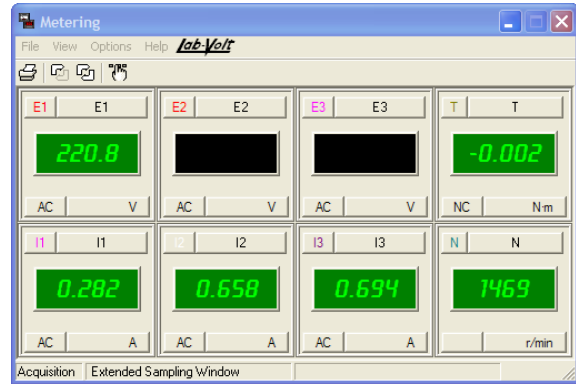 Metering
File View Options Help Lab-Volt
E1 E1 E2 E2 E3 E3 T T
220.8 -0.002
AC V AC V AC V NC N·m
I1 I1 I2 I2 I3 I3 N N
0.282 0.658 0.694 1469
AC A AC A AC A r/min
Acquisition Extended Sampling Window